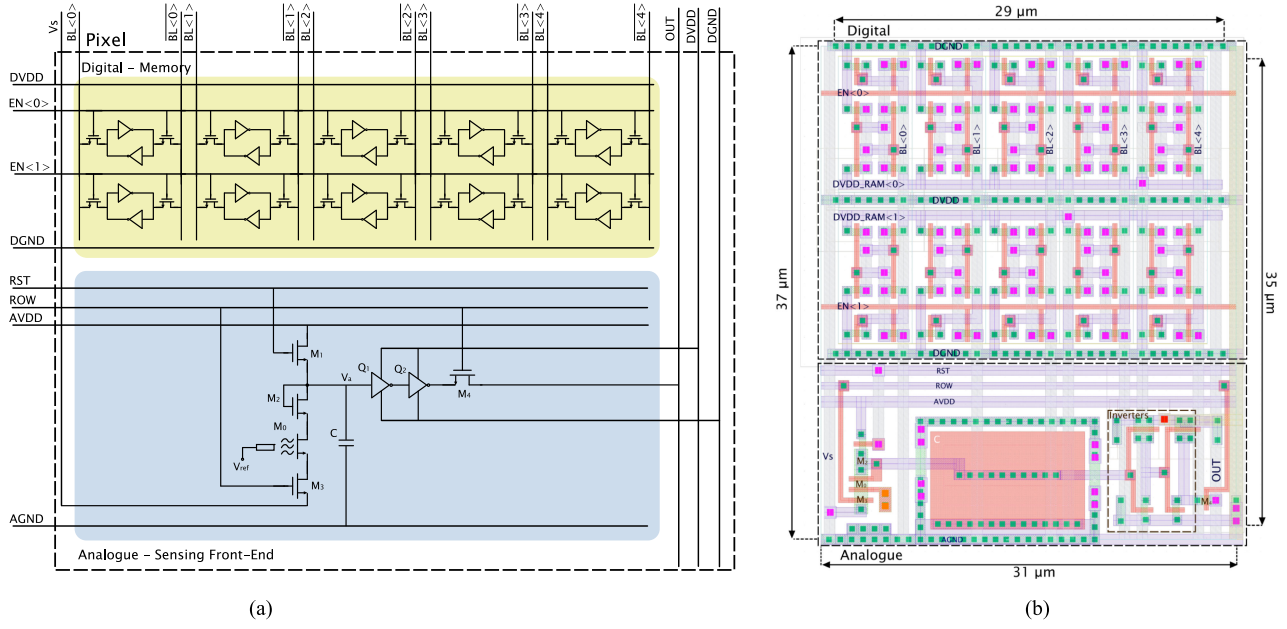 Vs
BL<0>
BL<0>
BL<1>
BL<1>
BL<2>
BL<2>
BL<3>
BL<3>
BL<4>
BL<4>
OUT
DVDD
DGND
Pixel
Digital – Memory
DVDD
EN<0>
EN<1>
DGND
RST
ROW
AVDD
M1
M2
Va
Q1
Q2
M4
M0
C
Vref
M3
AGND
Analogue – Sensing Front-End
(a)
29 µm
Digital
DGND
EN<0>
BL<0>
BL<1>
BL<2>
BL<3>
BL<4>
DVDD_RAM<0>
DVDD
DVDD_RAM<1>
37 µm
35 µm
EN<1>
DGND
RST
ROW
AVDD
Inverters
C
Vs
OUT
AGND
Analogue
31 µm
(b)